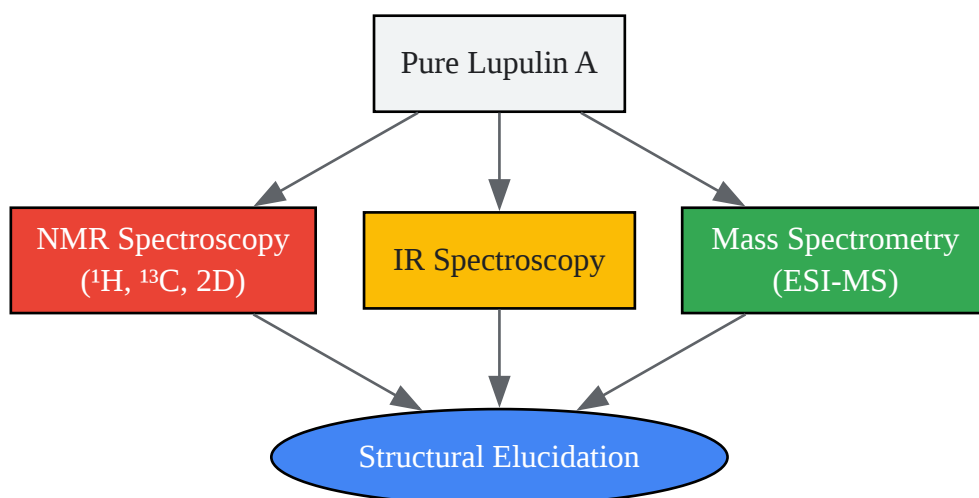 Pure Lupulin A
NMR Spectroscopy
(¹H, ¹³C, 2D)
IR Spectroscopy
Mass Spectrometry
(ESI-MS)
Structural Elucidation